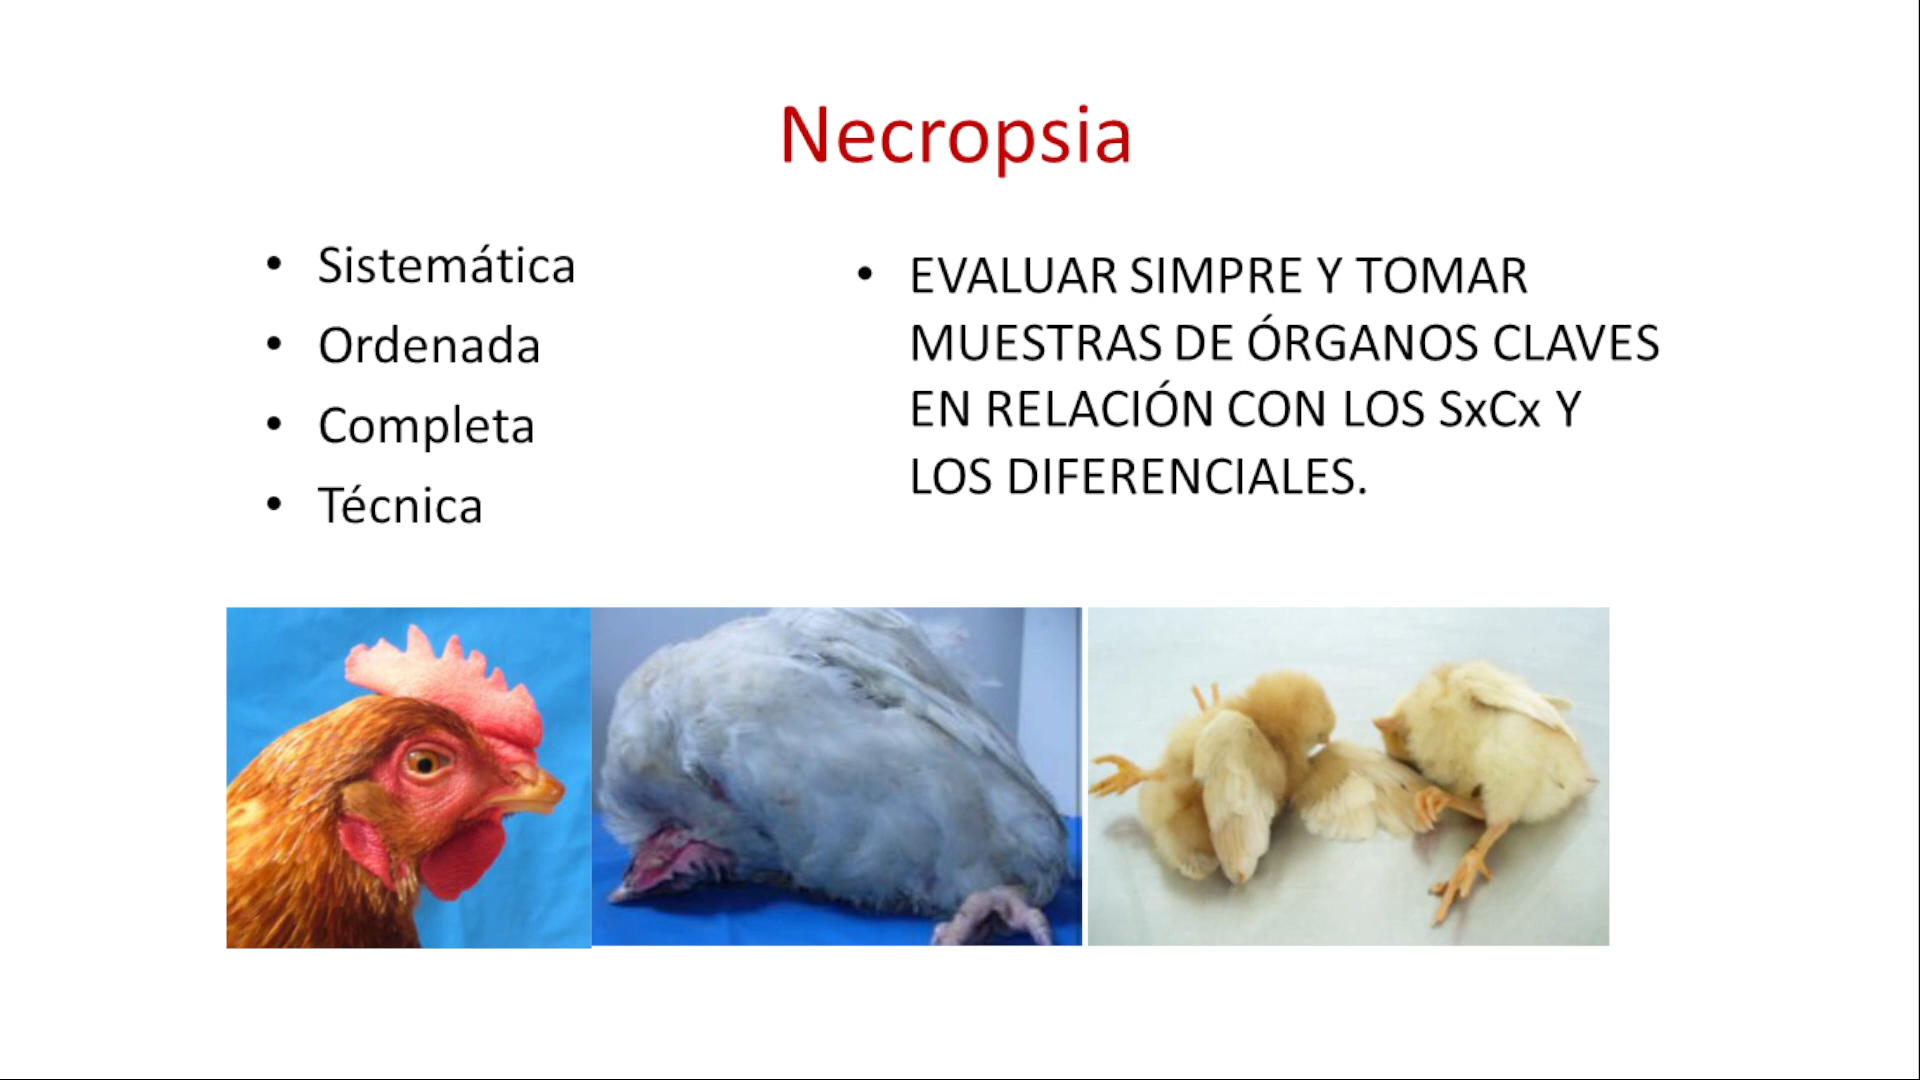 Necropsia
• Sistemática
• Ordenada
• Completa
• Técnica
• EVALUAR SIMPRE Y TOMAR
MUESTRAS DE ÓRGANOS CLAVES
EN RELACIÓN CON LOS SxCx Y
LOS DIFERENCIALES.